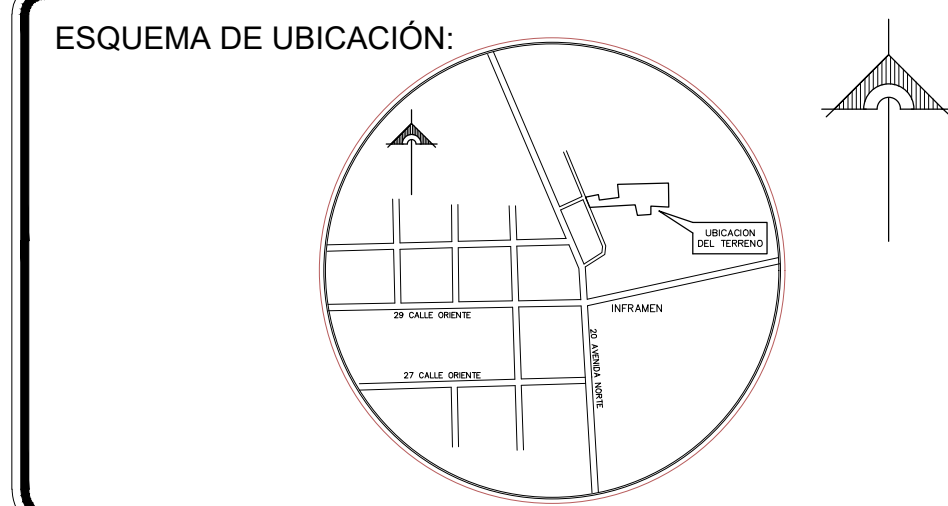 ESQUEMA DE UBICACIÓN:
UBICACION
DEL TERRENO
INFRAMEN
29 CALLE ORIENTE
20 AVENIDA NORTE
27 CALLE ORIENTE